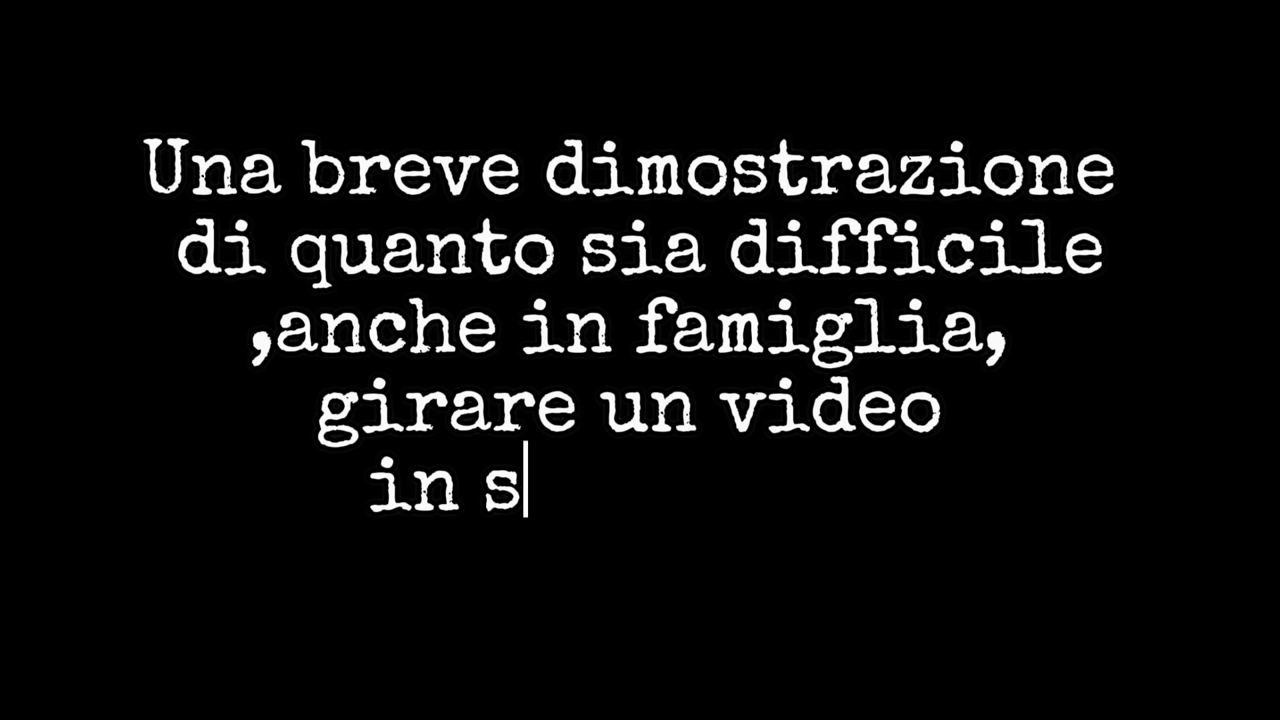 Una breve dimostrazione
di quanto sia difficile
,anche in famiglia,
girare un video
in s